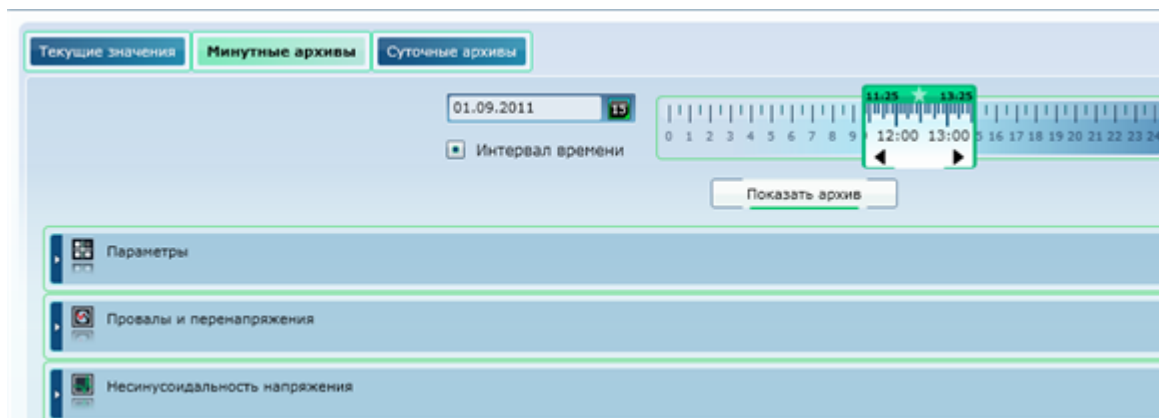 Текущие значения Минутные архивы Суточные архивы
11:25 13:25
01.09.2011 15
0 1 2 3 4 5 6 7 8 9 12:00 13:00 16 17 18 19 20 21 22 23 24
Интервал времени
Показать архив
Параметры
Провалы и перенапряжения
Несинусоидальность напряжения